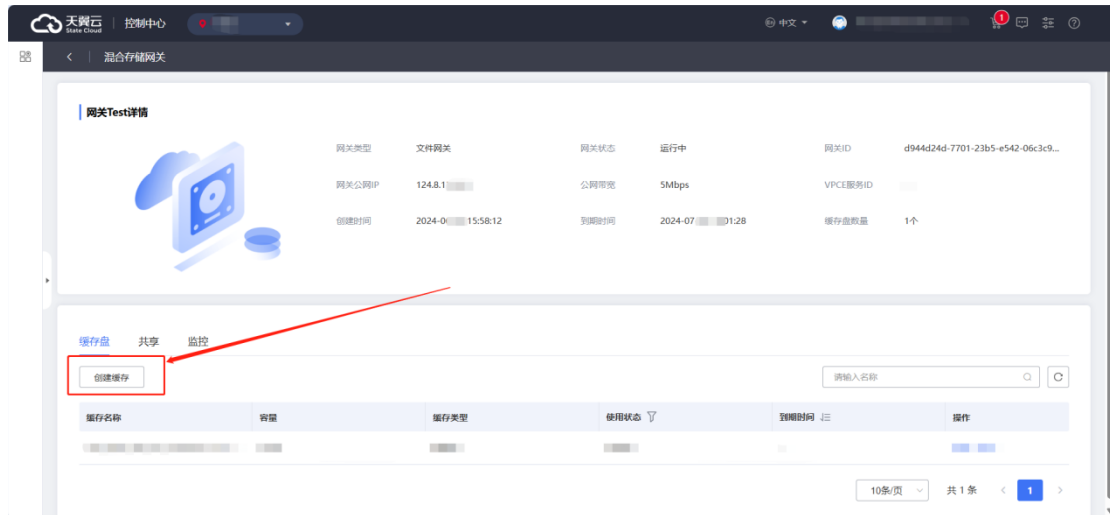 天翼云
State Cloud
控制中心
中文
1
混合存储网关
网关Test详情
网关类型 文件网关 网关状态 运行中 网关ID d944d24d-7701-23b5-e542-06c3c9...
网关公网IP 124.8.1 公网带宽 5Mbps VPCE服务ID
创建时间 2024-0 15:58:12 到期时间 2024-07 01:28 缓存盘数量 1个
缓存盘 共享 监控
创建缓存 请输入名称
缓存名称 容量 缓存类型 使用状态 到期时间 操作
10条/页 共 1 条 < 1 >